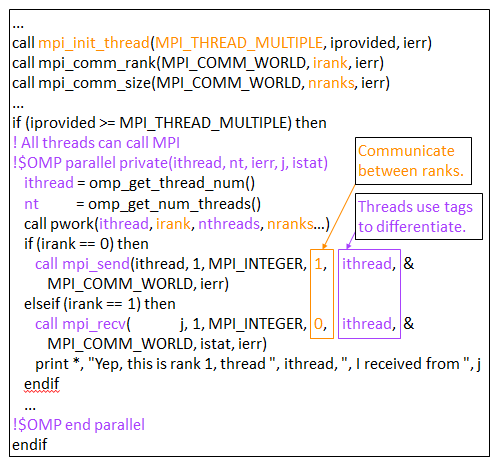 ...
call mpi_init_thread(MPI_THREAD_MULTIPLE, iprovided, ierr)
call mpi_comm_rank(MPI_COMM_WORLD, irank, ierr)
call mpi_comm_size(MPI_COMM_WORLD, nranks, ierr)
...
if (iprovided >= MPI_THREAD_MULTIPLE) then
! All threads can call MPI
!$OMP parallel private(ithread, nt, ierr, j, istat)
ithread = omp_get_thread_num()
nt = omp_get_num_threads()
call pwork(ithread, irank, nthreads, nranks...)
if (irank == 0) then
call mpi_send(ithread, 1, MPI_INTEGER, 1, ithread, &
MPI_COMM_WORLD, ierr)
elseif (irank == 1) then
call mpi_recv( j, 1, MPI_INTEGER, 0, ithread, &
MPI_COMM_WORLD, istat, ierr)
print *, "Yep, this is rank 1, thread ", ithread, ", I received from ", j
endif
...
!$OMP end parallel
endif
Communicate
between ranks.
Threads use tags
to differentiate.